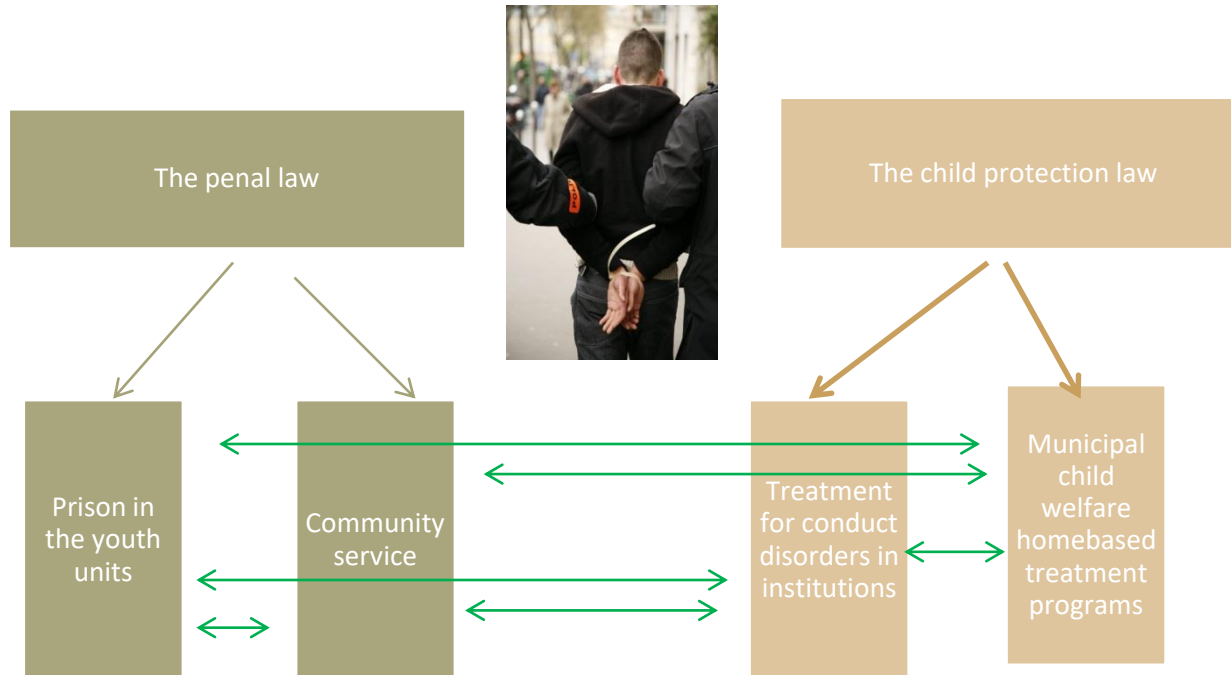 The penal law
The child protection law
Prison in
the youth
units
Community
service
Treatment
for conduct
disorders in
institutions
Municipal
child
welfare
homebased
treatment
programs